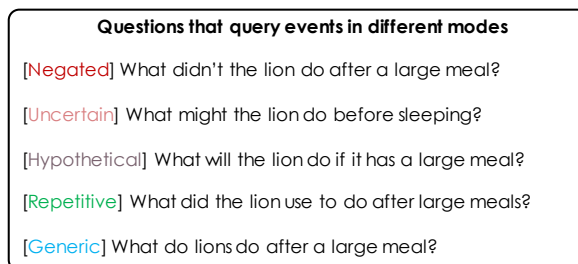 Questions that query events in different modes
[Negated] What didn't the lion do after a large meal?
[Uncertain] What might the lion do before sleeping?
[Hypothetical] What will the lion do if it has a large meal?
[Repetitive] What did the lion use to do after large meals?
[Generic] What do lions do after a large meal?